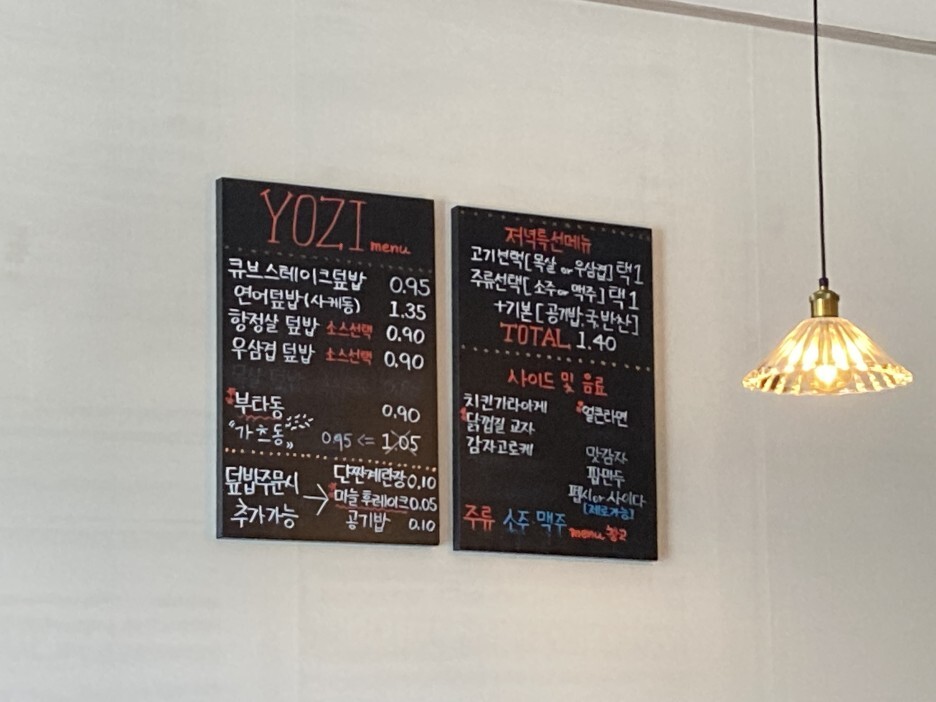 YOZI menu
큐브스테이크덮밥 0.95
연어덮밥(사케동) 1.35
항정살 덮밥 소스선택 0.90
우삼겹 덮밥 소스선택 0.90
부타동 0.90
"가츠동" 0.95 <= 1.05
덮밥주문시 추가가능 →
단짠계란장 0.10
마늘후레이크 0.05
공기밥 0.10
저녁특선메뉴
고기선택[목살 or 우삼겹] 택1
주류선택[소주 or 맥주] 택1
+기본[공기밥.국.반찬]
TOTAL 1.40
사이드 및 음료
치킨가라아게
닭껍질 교자
감자고로케
얼큰라면
맛감자
팝만두
펩시 or 사이다
[제로가능]
주류 소주 맥주 menu 참고